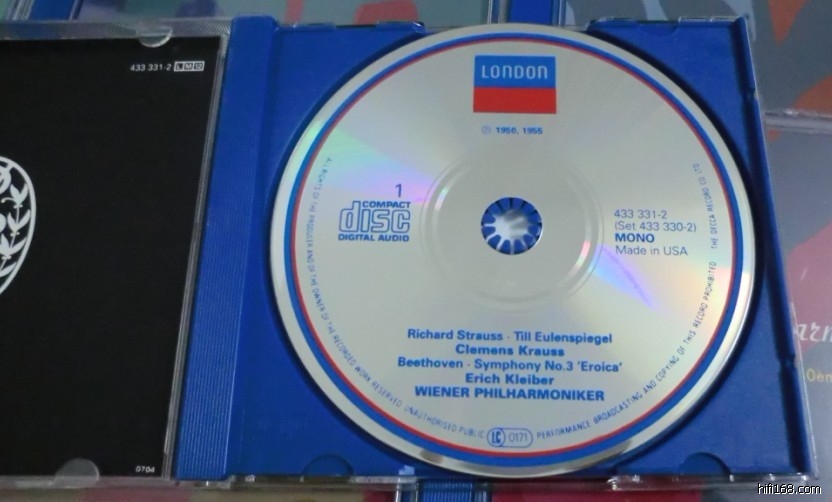 433 331-2
LONDON
℗ 1950, 1955
1
COMPACT
disc
DIGITAL AUDIO
433 331-2
(Set 433 330-2)
MONO
Made in USA
Richard Strauss · Till Eulenspiegel
Clemens Krauss
Beethoven · Symphony No.3 'Eroica'
Erich Kleiber
WIENER PHILHARMONIKER
ALL RIGHTS OF THE PRODUCER AND OF THE OWNER OF THE RECORDED WORK RESERVED UNAUTHORISED PUBLIC LC 0171 PERFORMANCE BROADCASTING AND COPYING OF THIS RECORD PROHIBITED THE DECCA RECORD CO LTD
0704
hifi168.com